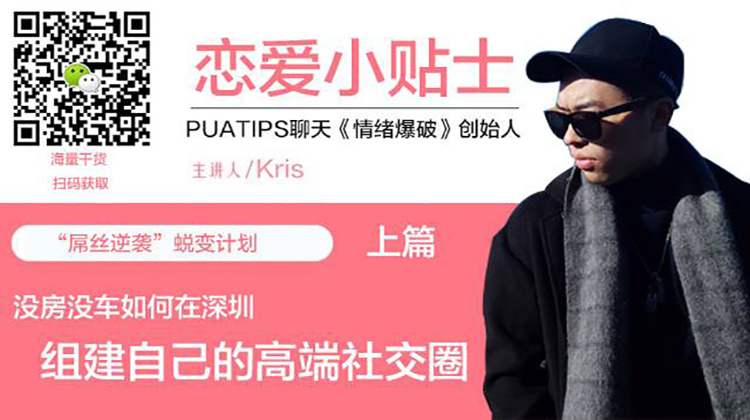 恋爱小贴士
PUATIPS聊天《情绪爆破》创始人
主讲人/Kris
海量干货
扫码获取
“屌丝逆袭”蜕变计划
上篇
没房没车如何在深圳
组建自己的高端社交圈